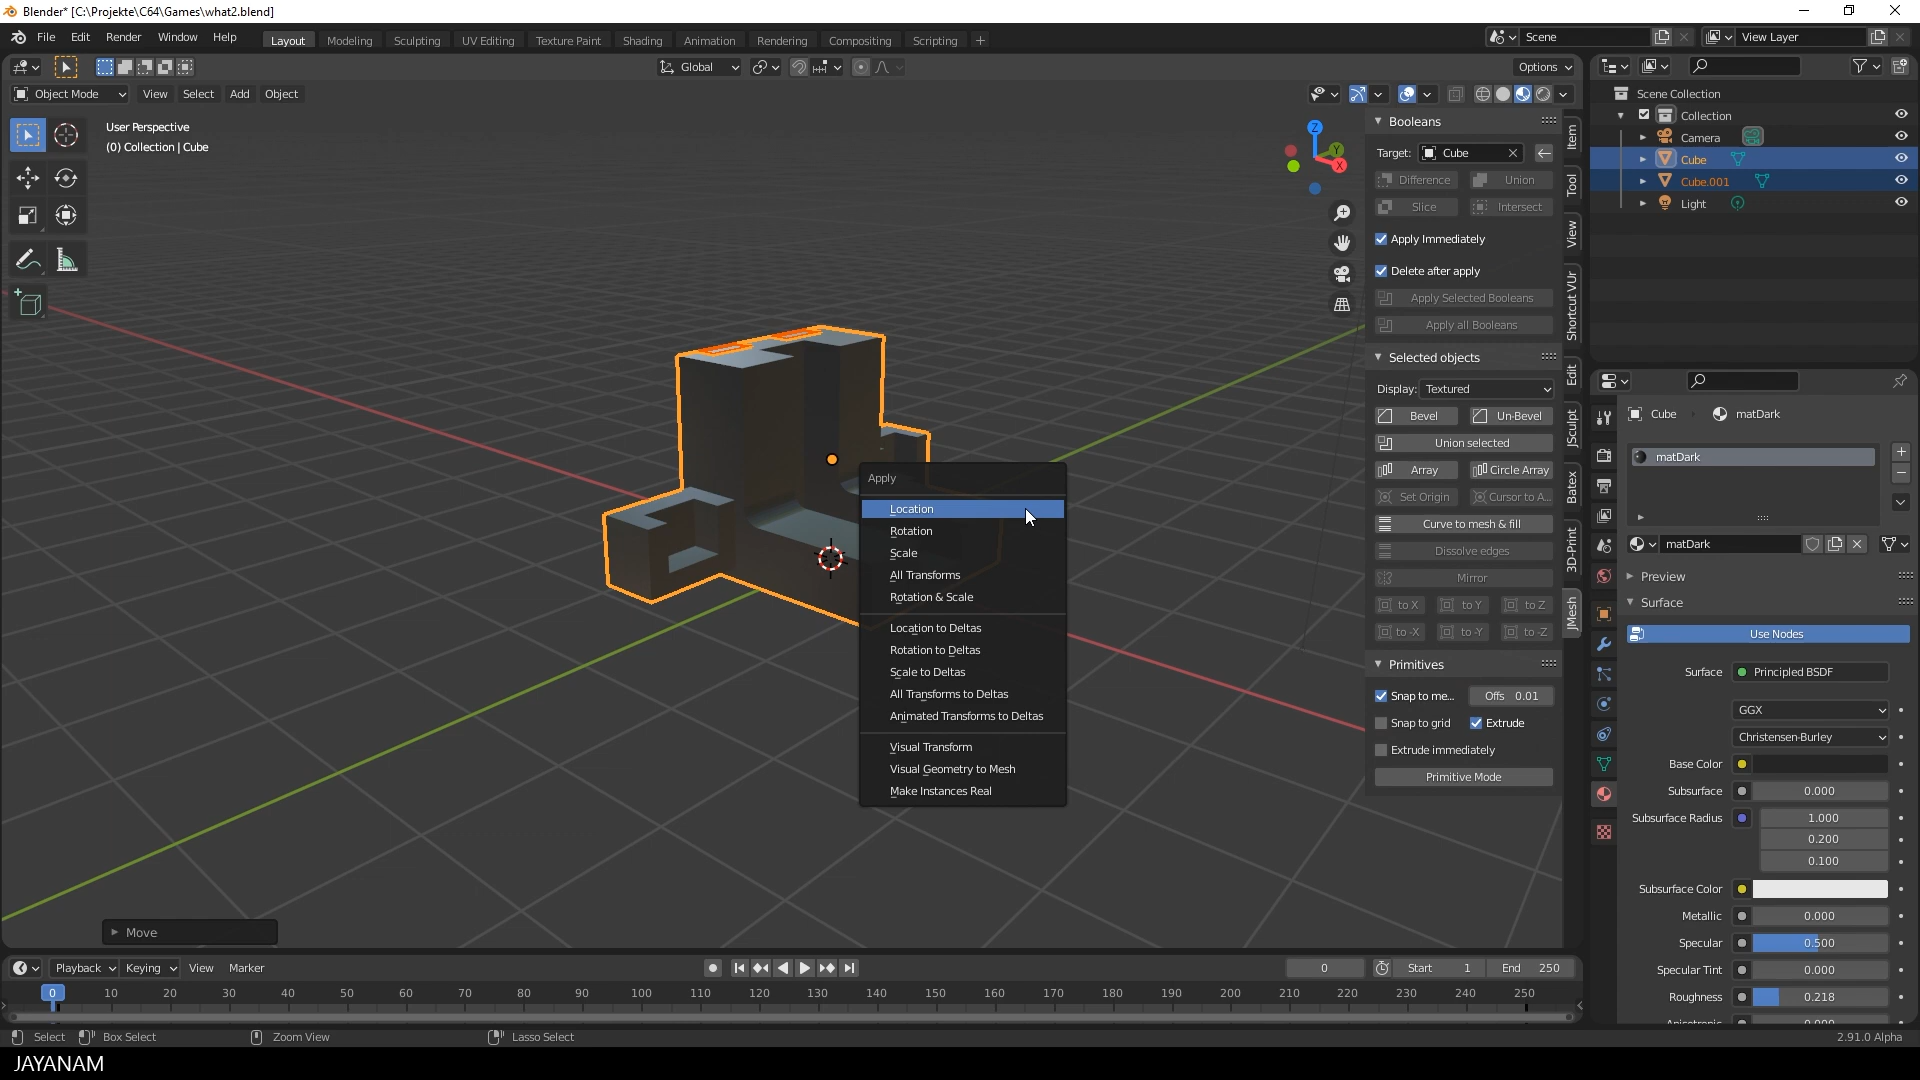 Blender* [C:\Projekte\C64\Games\what2.blend]
File Edit Render Window Help
Layout Modeling Sculpting UV Editing Texture Paint Shading Animation Rendering Compositing Scripting +
Scene
View Layer
Global
Options
Object Mode View Select Add Object
User Perspective
(0) Collection | Cube
Z
Y
X
Booleans
Target: Cube
Difference Union
Slice Intersect
Apply Immediately
Delete after apply
Apply Selected Booleans
Apply all Booleans
Selected objects
Display: Textured
Bevel Un-Bevel
Union selected
Array Circle Array
Set Origin Cursor to A...
Curve to mesh & fill
Dissolve edges
Mirror
to X to Y to Z
to -X to -Y to -Z
Primitives
Snap to me... Offs 0.01
Snap to grid Extrude
Extrude immediately
Primitive Mode
Item
Tool
View
Shortcut VUr
Edit
JSculpt
Batex
3D-Print
JMesh
Apply
Location
Rotation
Scale
All Transforms
Rotation & Scale
Location to Deltas
Rotation to Deltas
Scale to Deltas
All Transforms to Deltas
Animated Transforms to Deltas
Visual Transform
Visual Geometry to Mesh
Make Instances Real
Scene Collection
Collection
Camera
Cube
Cube.001
Light
Cube matDark
matDark
matDark
Preview
Surface
Use Nodes
Surface Principled BSDF
GGX
Christensen-Burley
Base Color
Subsurface 0.000
Subsurface Radius 1.000
0.200
0.100
Subsurface Color
Metallic 0.000
Specular 0.500
Specular Tint 0.000
Roughness 0.218
Anisotropic 0.000
Move
Playback Keying View Marker
0 Start 1 End 250
0 10 20 30 40 50 60 70 80 90 100 110 120 130 140 150 160 170 180 190 200 210 220 230 240 250
Select Box Select Zoom View Lasso Select 2.91.0 Alpha
JAYANAM